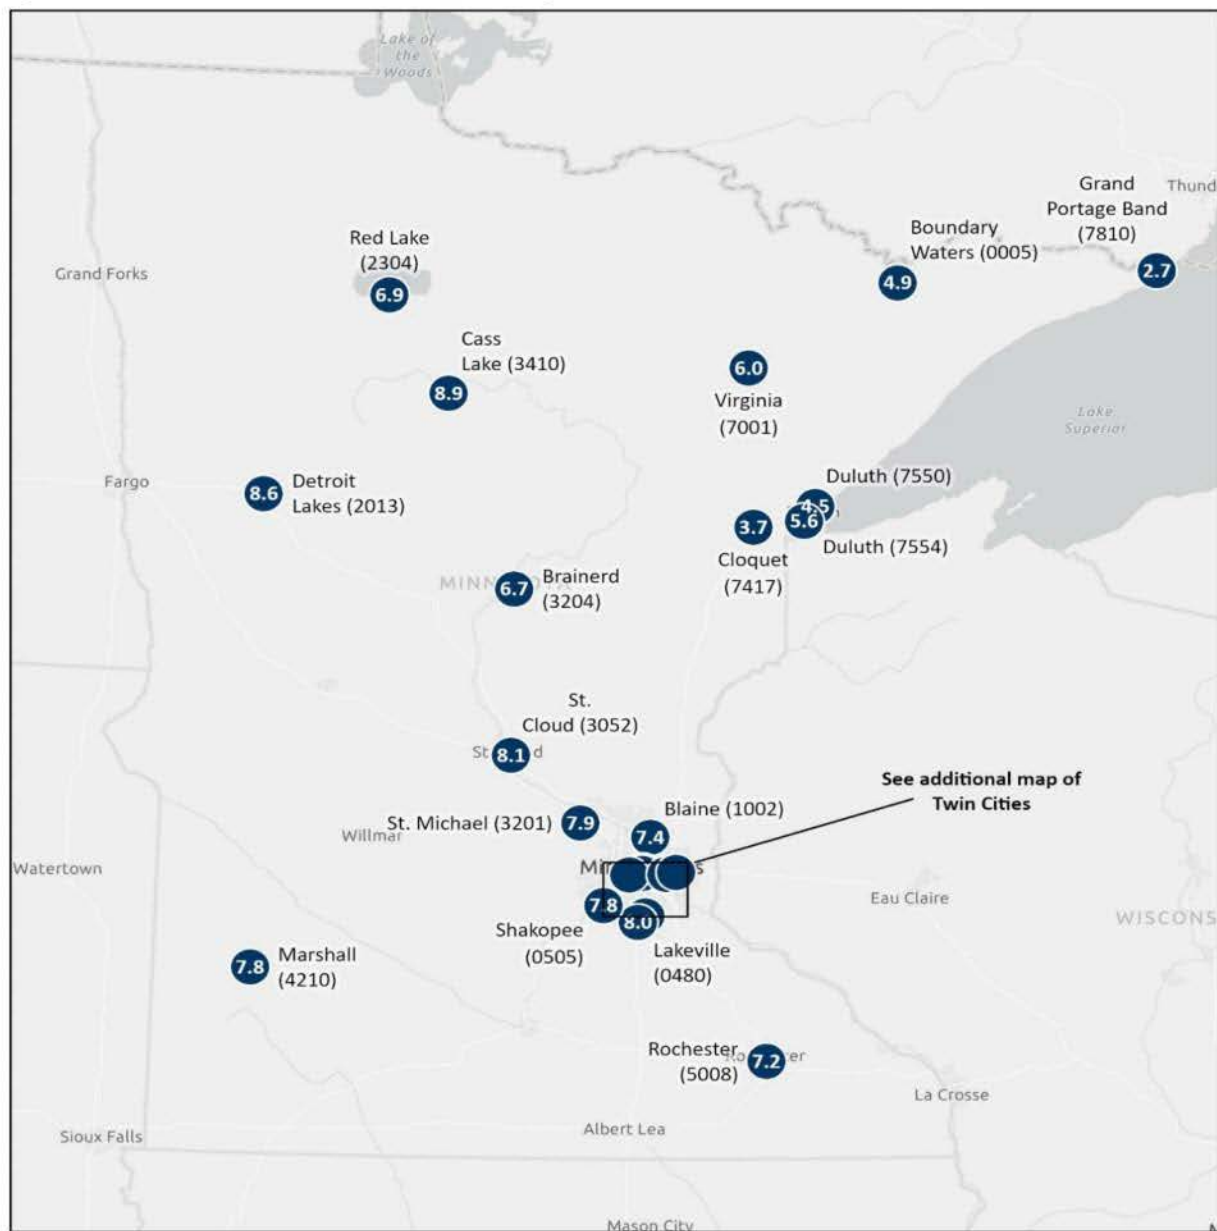 Lake of
the
Woods
Grand
Portage Band
(7810)
Thund
Boundary
Waters (0005)
2.7
4.9
Red Lake
(2304)
6.9
Grand Forks
Cass
Lake (3410)
8.9
6.0
Virginia
(7001)
Lake
Superior
Fargo
8.6
Detroit
Lakes (2013)
Duluth (7550)
4.5
5.6
Duluth (7554)
3.7
Cloquet
(7417)
6.7
Brainerd
(3204)
St.
Cloud (3052)
8.1
See additional map of
Twin Cities
Blaine (1002)
St. Michael (3201)
7.9
7.4
Willmar
Watertown
7.8
Shakopee
(0505)
8.0
Lakeville
(0480)
Eau Claire
WISCONS
7.8
Marshall
(4210)
Rochester
(5008)
7.2
La Crosse
Albert Lea
Sioux Falls
Mason City